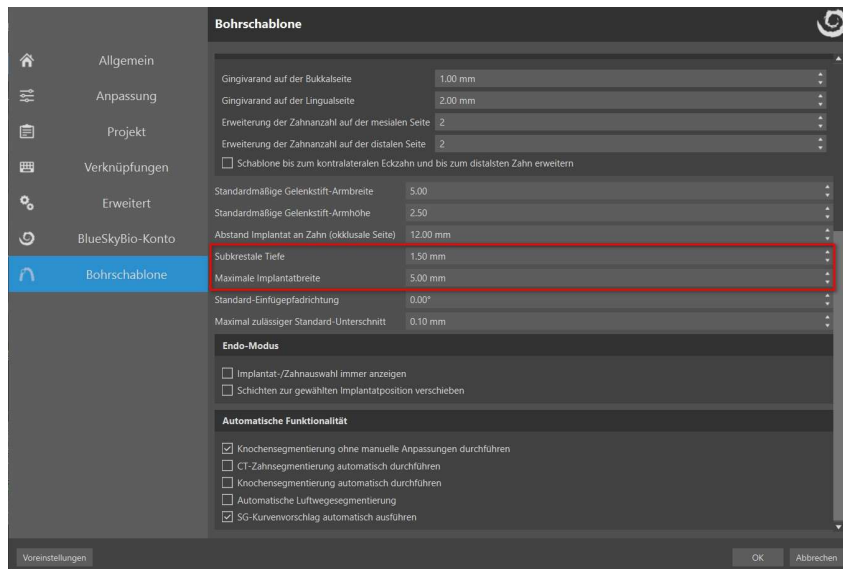 Bohrschablone
Allgemein
Anpassung
Projekt
Verknüpfungen
Erweitert
BlueSkyBio-Konto
Bohrschablone
Gingivarand auf der Bukkalseite 1.00 mm
Gingivarand auf der Lingualseite 2.00 mm
Erweiterung der Zahnanzahl auf der mesialen Seite 2
Erweiterung der Zahnanzahl auf der distalen Seite 2
Schablone bis zum kontralateralen Eckzahn und bis zum distalsten Zahn erweitern
Standardmäßige Gelenkstift-Armbreite 5.00
Standardmäßige Gelenkstift-Armhöhe 2.50
Abstand Implantat an Zahn (okklusale Seite) 12.00 mm
Subkrestale Tiefe 1.50 mm
Maximale Implantatbreite 5.00 mm
Standard-Einfügepfadrichtung 0.00°
Maximal zulässiger Standard-Unterschnitt 0.10 mm
Endo-Modus
Implantat-/Zahnauswahl immer anzeigen
Schichten zur gewählten Implantatposition verschieben
Automatische Funktionalität
Knochensegmentierung ohne manuelle Anpassungen durchführen
CT-Zahnsegmentierung automatisch durchführen
Knochensegmentierung automatisch durchführen
Automatische Luftwegesegmentierung
SG-Kurvenvorschlag automatisch ausführen
Voreinstellungen OK Abbrechen